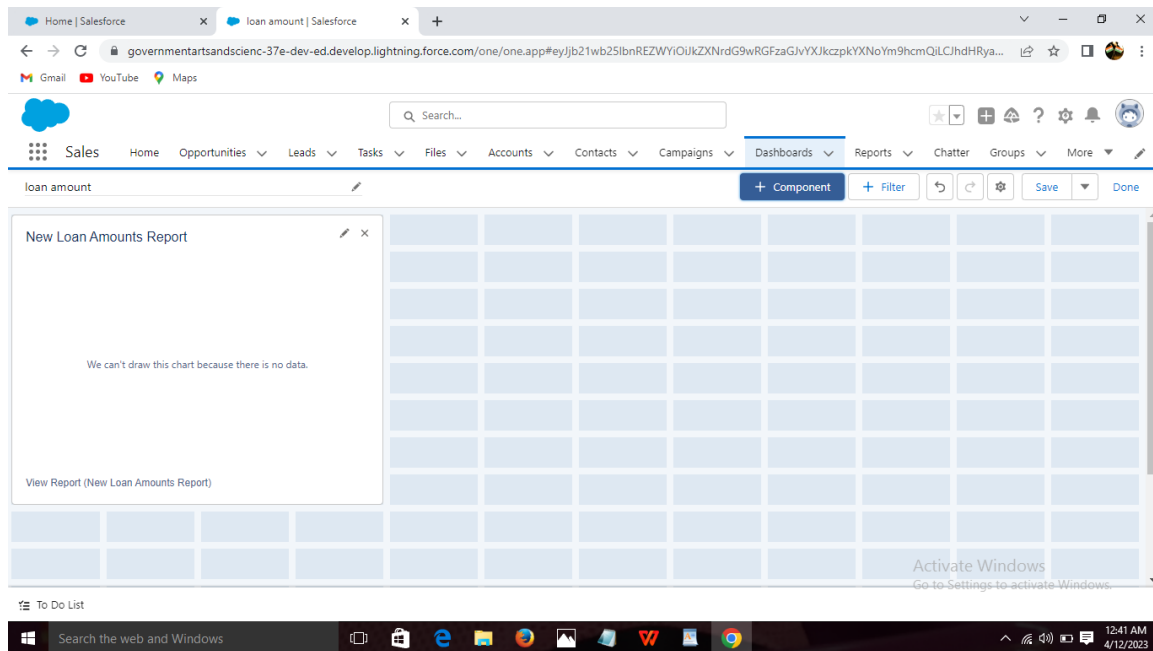 Home | Salesforce
loan amount | Salesforce
governmentartsandscienc-37e-dev-ed.develop.lightning.force.com/one/one.app#eyJjb21wb25lbnREZWYiOiJkZXNrdG9wRGFzaGJvYXJkczpkYXNoYm9hcmQiLCJhdHRya...
Gmail YouTube Maps
Search...
Sales Home Opportunities Leads Tasks Files Accounts Contacts Campaigns Dashboards Reports Chatter Groups More
loan amount + Component + Filter Save Done
New Loan Amounts Report
We can't draw this chart because there is no data.
View Report (New Loan Amounts Report)
Activate Windows
Go to Settings to activate Windows.
To Do List
Search the web and Windows
12:41 AM
4/12/2023